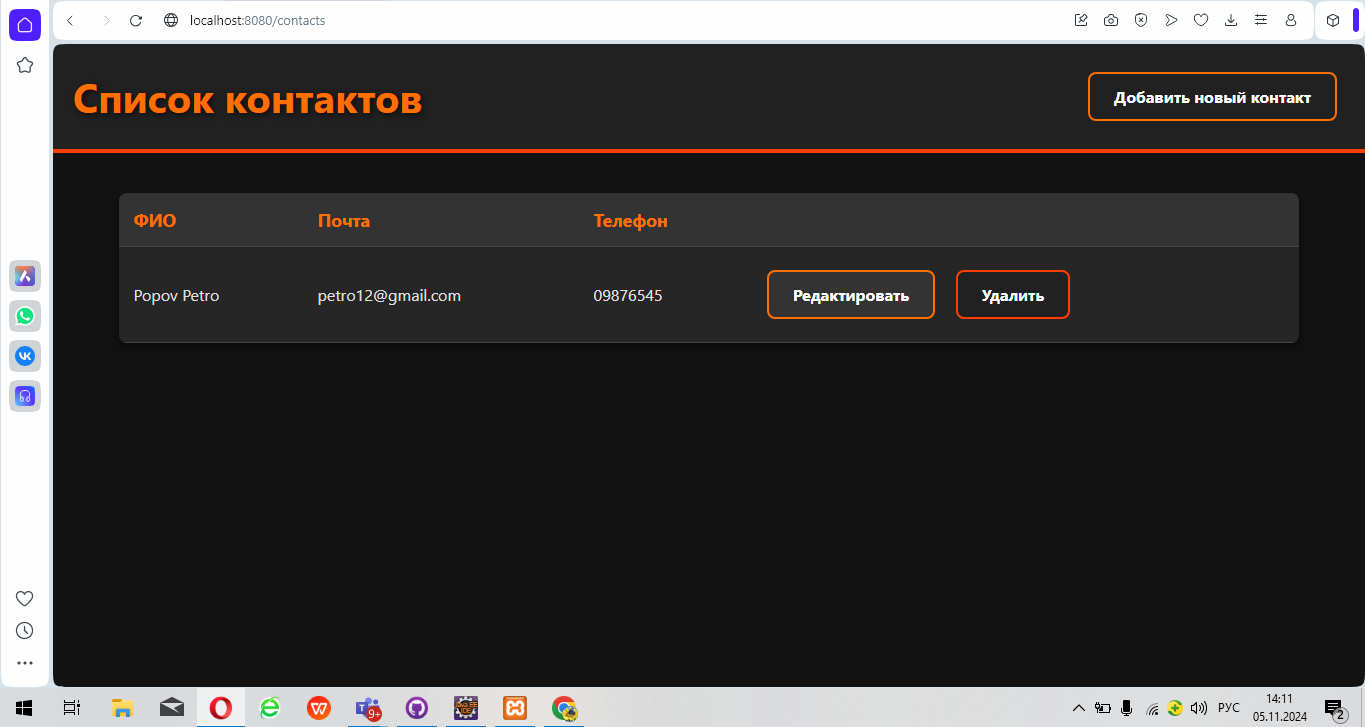 localhost:8080/contacts
Список контактов
Добавить новый контакт
ФИО Почта Телефон
Popov Petro petro12@gmail.com 09876545 Редактировать Удалить
9+
РУС
14:11
05.11.2024
2